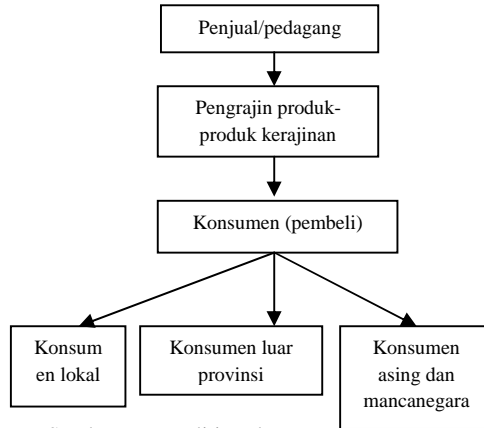 Penjual/pedagang
Pengrajin produk-
produk kerajinan
Konsumen (pembeli)
Konsum
en lokal
Konsumen luar
provinsi
Konsumen
asing dan
mancanegara